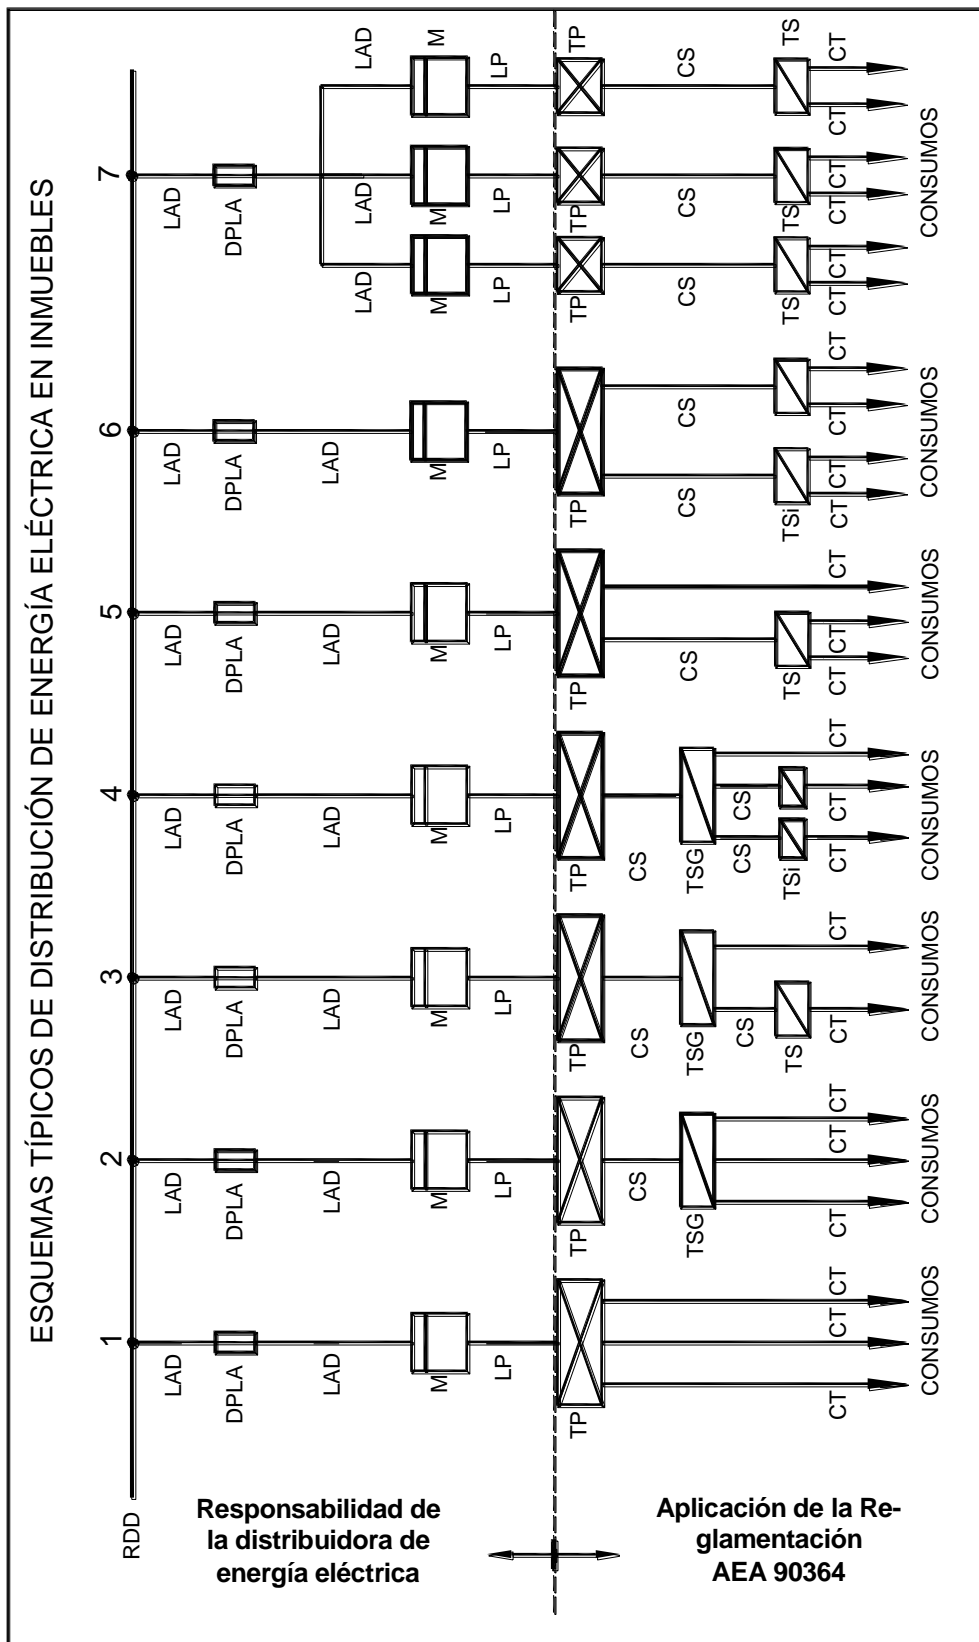 ESQUEMAS TÍPICOS DE DISTRIBUCIÓN DE ENERGÍA ELÉCTRICA EN INMUEBLES
RDD
Responsabilidad de
la distribuidora de
energía eléctrica
Aplicación de la Re-
glamentación
AEA 90364
1
LAD
DPLA
LAD
M
LP
TP
CT
CT
CT
CONSUMOS
2
LAD
DPLA
LAD
M
LP
TP
CS
TSG
CT
CT
CT
CONSUMOS
3
LAD
DPLA
LAD
M
LP
TP
CS
TSG
CS
TS
CT
CT
CONSUMOS
4
LAD
DPLA
LAD
M
LP
TP
CS
TSG
CS
CS
TSi
CT
CT
CT
CONSUMOS
5
LAD
DPLA
LAD
M
LP
TP
CS
TS
CT
CT
CT
CONSUMOS
6
LAD
DPLA
LAD
M
LP
TP
CS
CS
TSi
CT
CT
CT
CT
CONSUMOS
7
LAD
DPLA
LAD
LAD
LAD
M
M
M
LP
LP
LP
TP
TP
TP
CS
CS
CS
TS
TS
TS
CT
CT
CT
CT
CT
CT
CONSUMOS